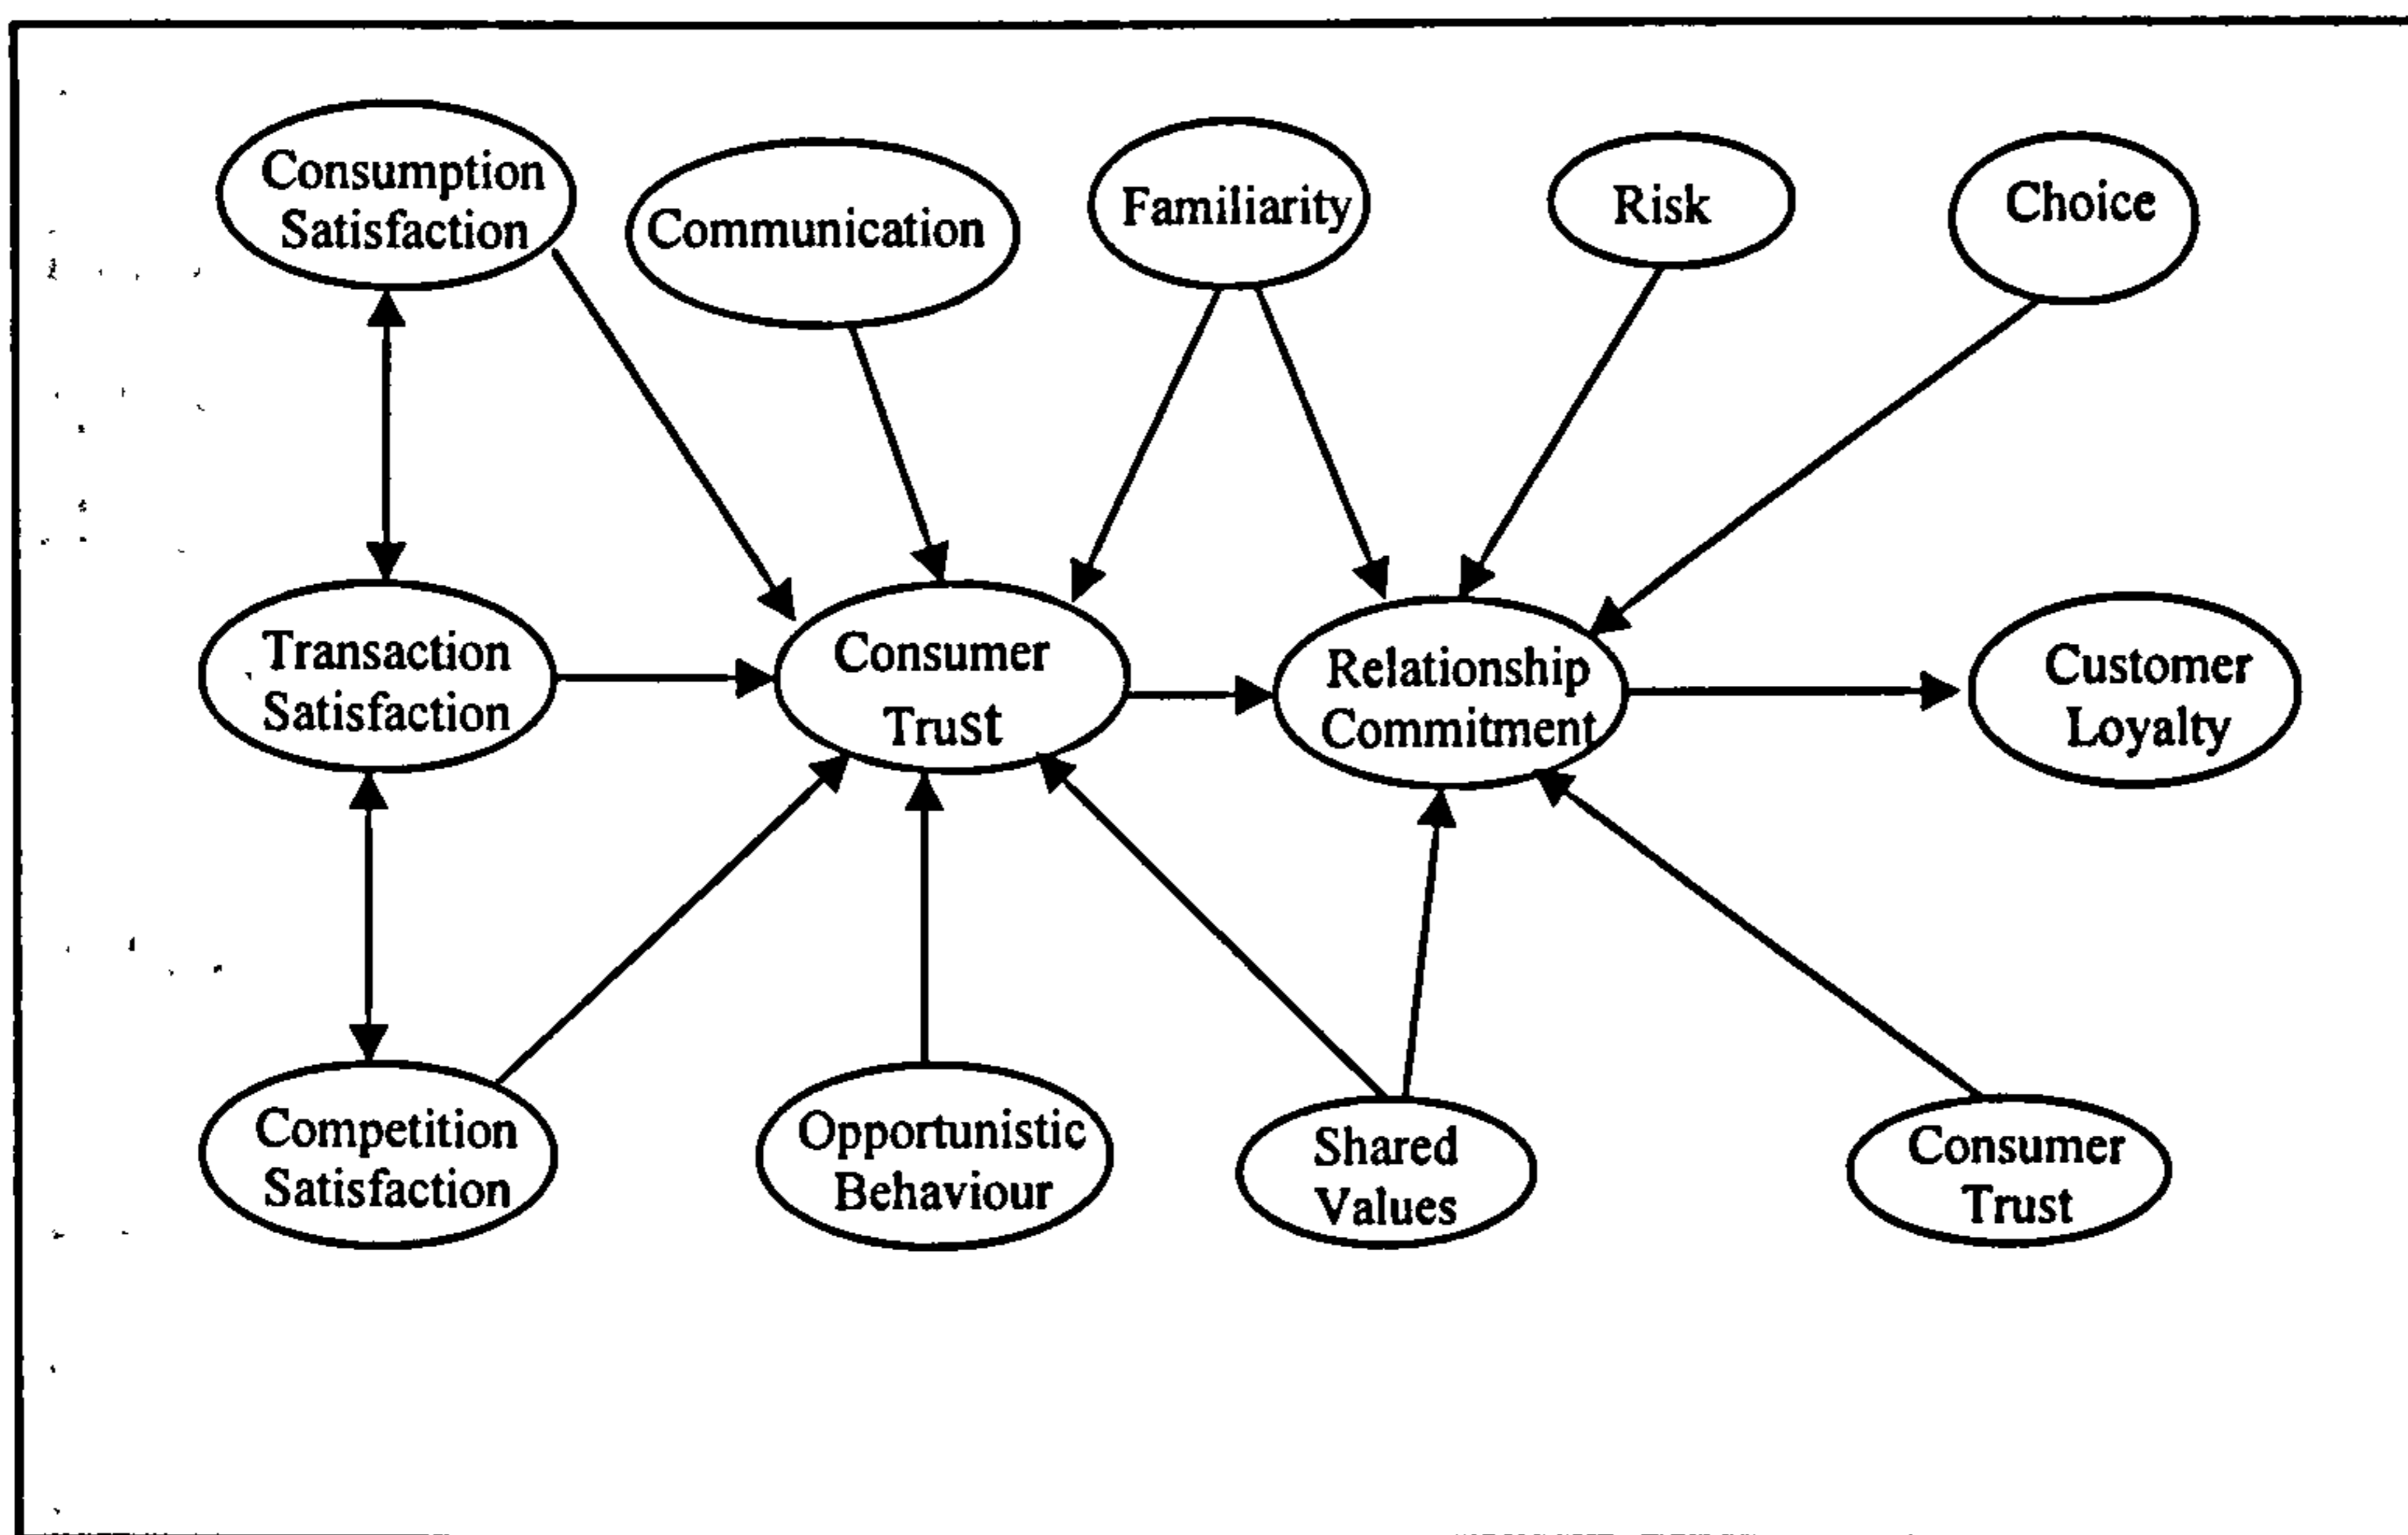 Consumption
Satisfaction
Communication
Familiarity
Risk
Choice
Transaction
Satisfaction
Consumer
Trust
Relationship
Commitment
Customer
Loyalty
Competition
Satisfaction
Opportunistic
Behaviour
Shared
Values
Consumer
Trust